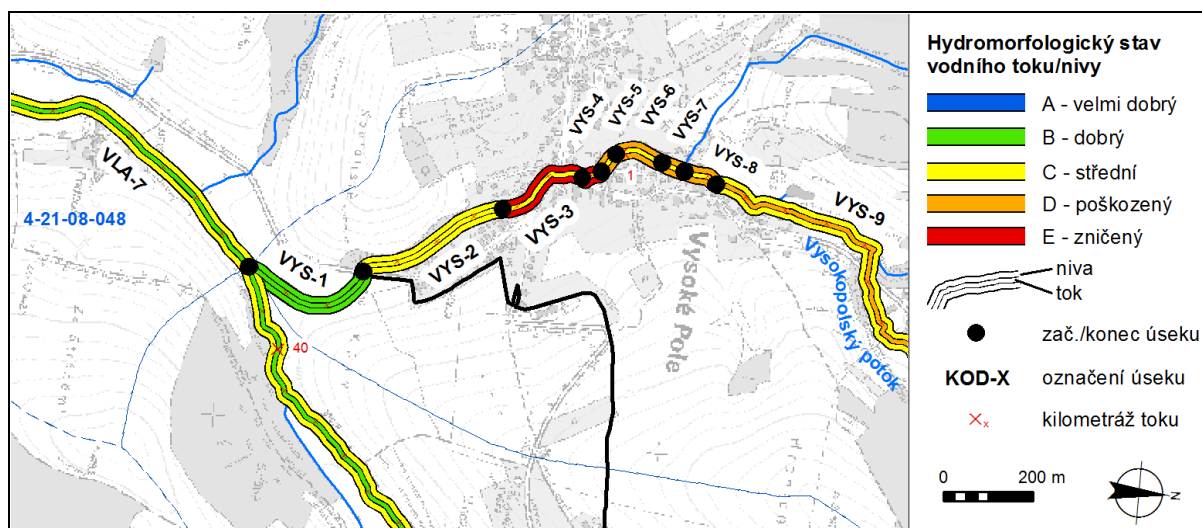 VLA-7
4-21-08-048
VYS-1
VYS-2
VYS-3
VYS-4
VYS-5
VYS-6
VYS-7
VYS-8
VYS-9
1
40
Vysoké Pole
Vysokopolský potok
Hydromorfologický stav
vodního toku/nivy
A - velmi dobrý
B - dobrý
C - střední
D - poškozený
E - zničený
niva
tok
zač./konec úseku
KOD-X označení úseku
x kilometráž toku
0 200 m
N